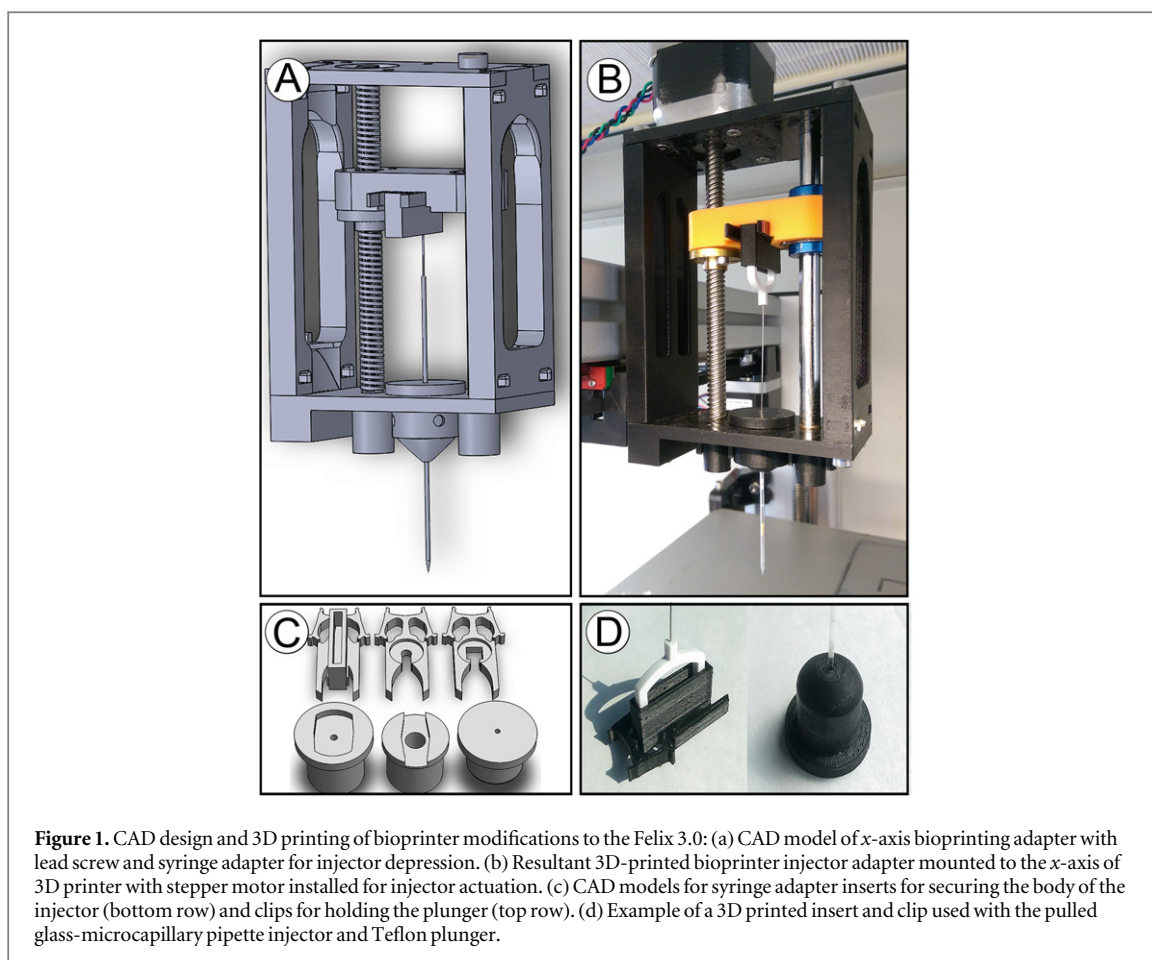 A
B
C
D
Figure 1. CAD design and 3D printing of bioprinter modifications to the Felix 3.0: (a) CAD model of x-axis bioprinting adapter with
lead screw and syringe adapter for injector depression. (b) Resultant 3D-printed bioprinter injector adapter mounted to the x-axis of
3D printer with stepper motor installed for injector actuation. (c) CAD models for syringe adapter inserts for securing the body of the
injector (bottom row) and clips for holding the plunger (top row). (d) Example of a 3D printed insert and clip used with the pulled
glass-microcapillary pipette injector and Teflon plunger.